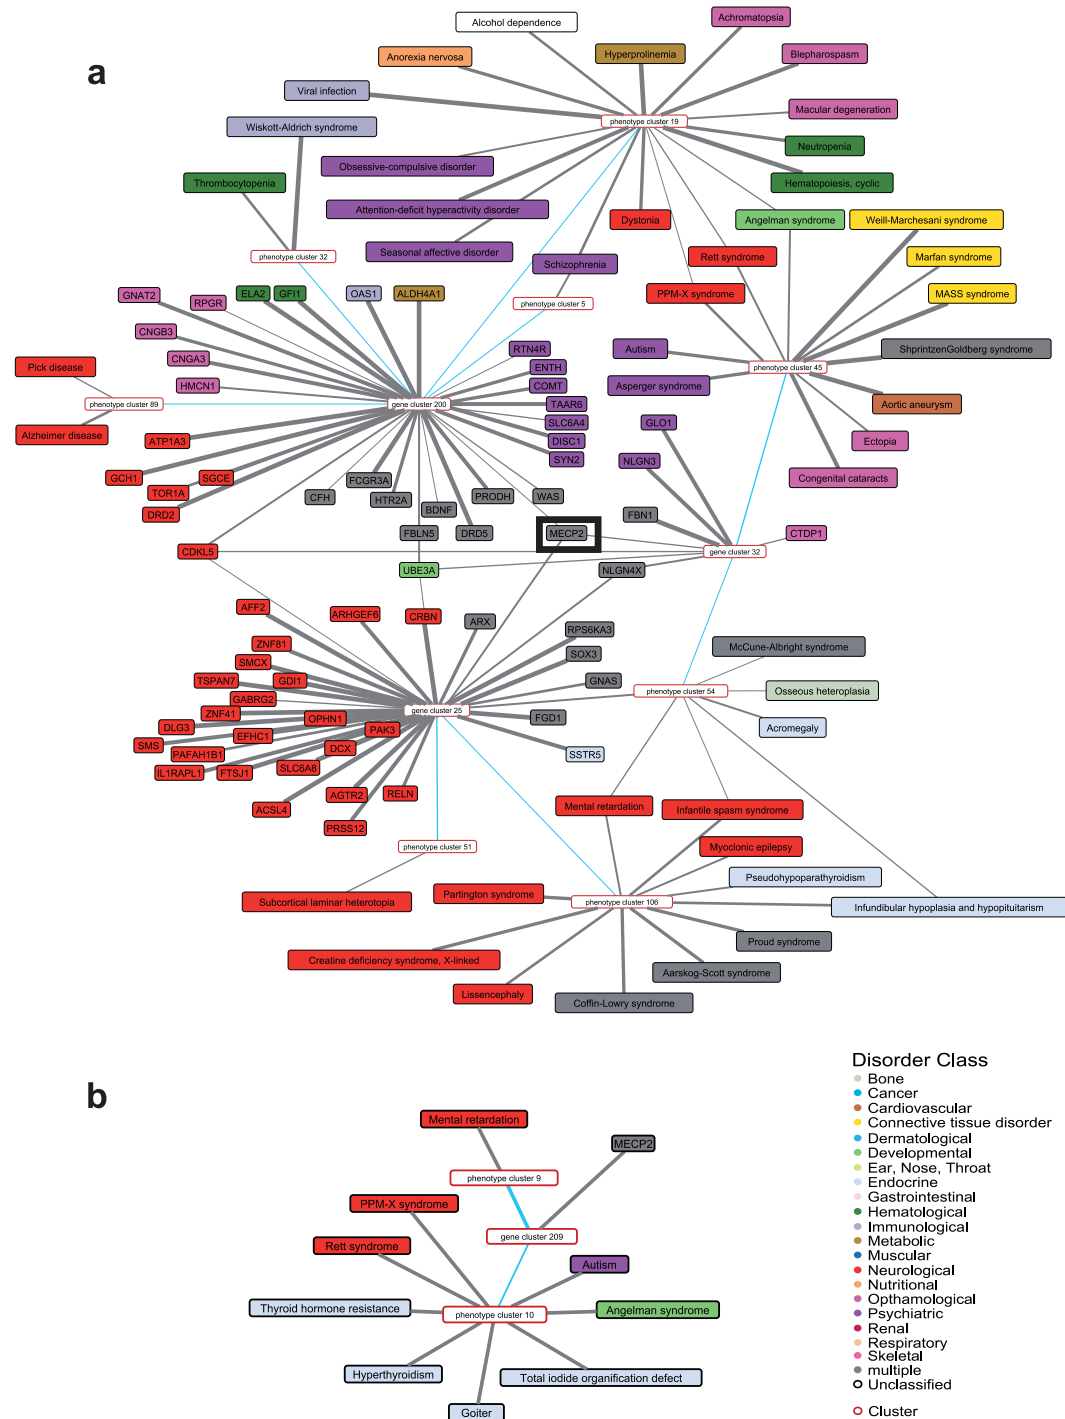 a
Alcohol dependence
Achromatopsia
Anorexia nervosa
Hyperprolinemia
Blepharospasm
Viral infection
Macular degeneration
phenotype cluster 19
Wiskott-Aldrich syndrome
Neutropenia
Obsessive-compulsive disorder
Thrombocytopenia
Hematopoiesis, cyclic
Attention-deficit hyperactivity disorder
Dystonia
Angelman syndrome
Weill-Marchesani syndrome
Seasonal affective disorder
phenotype cluster 32
Rett syndrome
Marfan syndrome
Schizophrenia
GNAT2
RPGR
ELA2
GFI1
OAS1
ALDH4A1
phenotype cluster 5
PPM-X syndrome
MASS syndrome
CNGB3
RTN4R
Autism
ShprintzenGoldberg syndrome
Pick disease
CNGA3
ENTH
phenotype cluster 45
HMCN1
COMT
Asperger syndrome
phenotype cluster 89
gene cluster 200
TAAR6
Aortic aneurysm
SLC6A4
GLO1
Alzheimer disease
ATP1A3
DISC1
Ectopia
SYN2
NLGN3
GCH1
SGCE
FCGR3A
Congenital cataracts
TOR1A
CFH
HTR2A
PRODH
WAS
DRD2
BDNF
FBN1
FBLN5
DRD5
MECP2
CTDP1
CDKL5
gene cluster 32
UBE3A
NLGN4X
AFF2
ARHGEF6
CRBN
ARX
RPS6KA3
ZNF81
McCune-Albright syndrome
SMCX
SOX3
TSPAN7
GDI1
GNAS
phenotype cluster 54
Osseous heteroplasia
GABRG2
ZNF41
gene cluster 25
DLG3
OPHN1
FGD1
Acromegaly
SMS
EFHC1
PAK3
PAFAH1B1
DCX
SSTR5
IL1RAPL1
FTSJ1
SLC6A8
AGTR2
RELN
ACSL4
Mental retardation
Infantile spasm syndrome
PRSS12
phenotype cluster 51
Myoclonic epilepsy
Pseudohypoparathyroidism
Subcortical laminar heterotopia
Partington syndrome
phenotype cluster 106
Infundibular hypoplasia and hypopituitarism
Proud syndrome
Creatine deficiency syndrome, X-linked
Aarskog-Scott syndrome
Lissencephaly
Coffin-Lowry syndrome
b
Mental retardation
MECP2
phenotype cluster 9
PPM-X syndrome
gene cluster 209
Rett syndrome
Autism
Thyroid hormone resistance
phenotype cluster 10
Angelman syndrome
Hyperthyroidism
Total iodide organification defect
Goiter
Disorder Class
Bone
Cancer
Cardiovascular
Connective tissue disorder
Dermatological
Developmental
Ear, Nose, Throat
Endocrine
Gastrointestinal
Hematological
Immunological
Metabolic
Muscular
Neurological
Nutritional
Opthamological
Psychiatric
Renal
Respiratory
Skeletal
multiple
Unclassified
Cluster